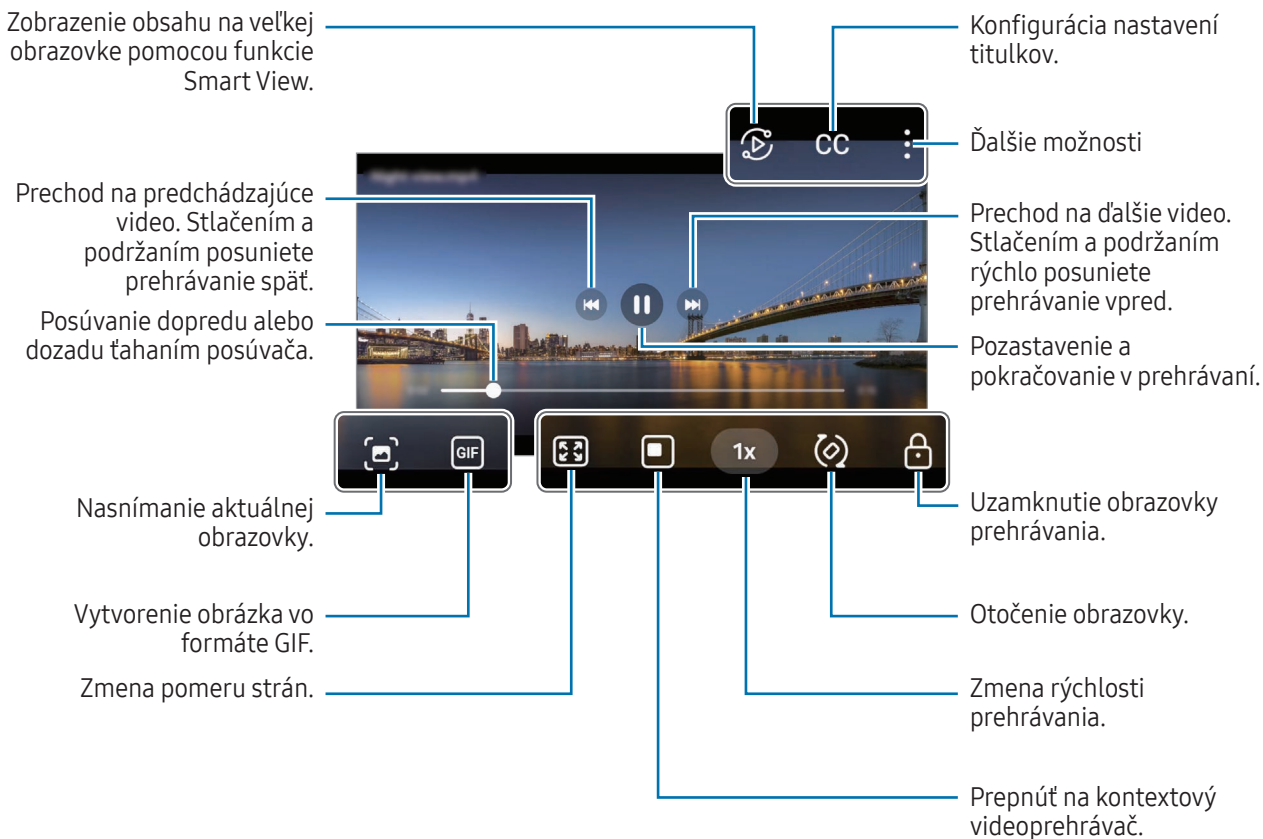 Zobrazenie obsahu na veľkej
obrazovke pomocou funkcie
Smart View.
Konfigurácia nastavení
titulkov.
CC
Ďalšie možnosti
Prechod na predchádzajúce
video. Stlačením a
podržaním posuniete
prehrávanie späť.
Prechod na ďalšie video.
Stlačením a podržaním
rýchlo posuniete
prehrávanie vpred.
Posúvanie dopredu alebo
dozadu ťahaním posúvača.
Pozastavenie a
pokračovanie v prehrávaní.
GIF
1x
Nasnímanie aktuálnej
obrazovky.
Uzamknutie obrazovky
prehrávania.
Vytvorenie obrázka vo
formáte GIF.
Otočenie obrazovky.
Zmena pomeru strán.
Zmena rýchlosti
prehrávania.
Prepnúť na kontextový
videoprehrávač.